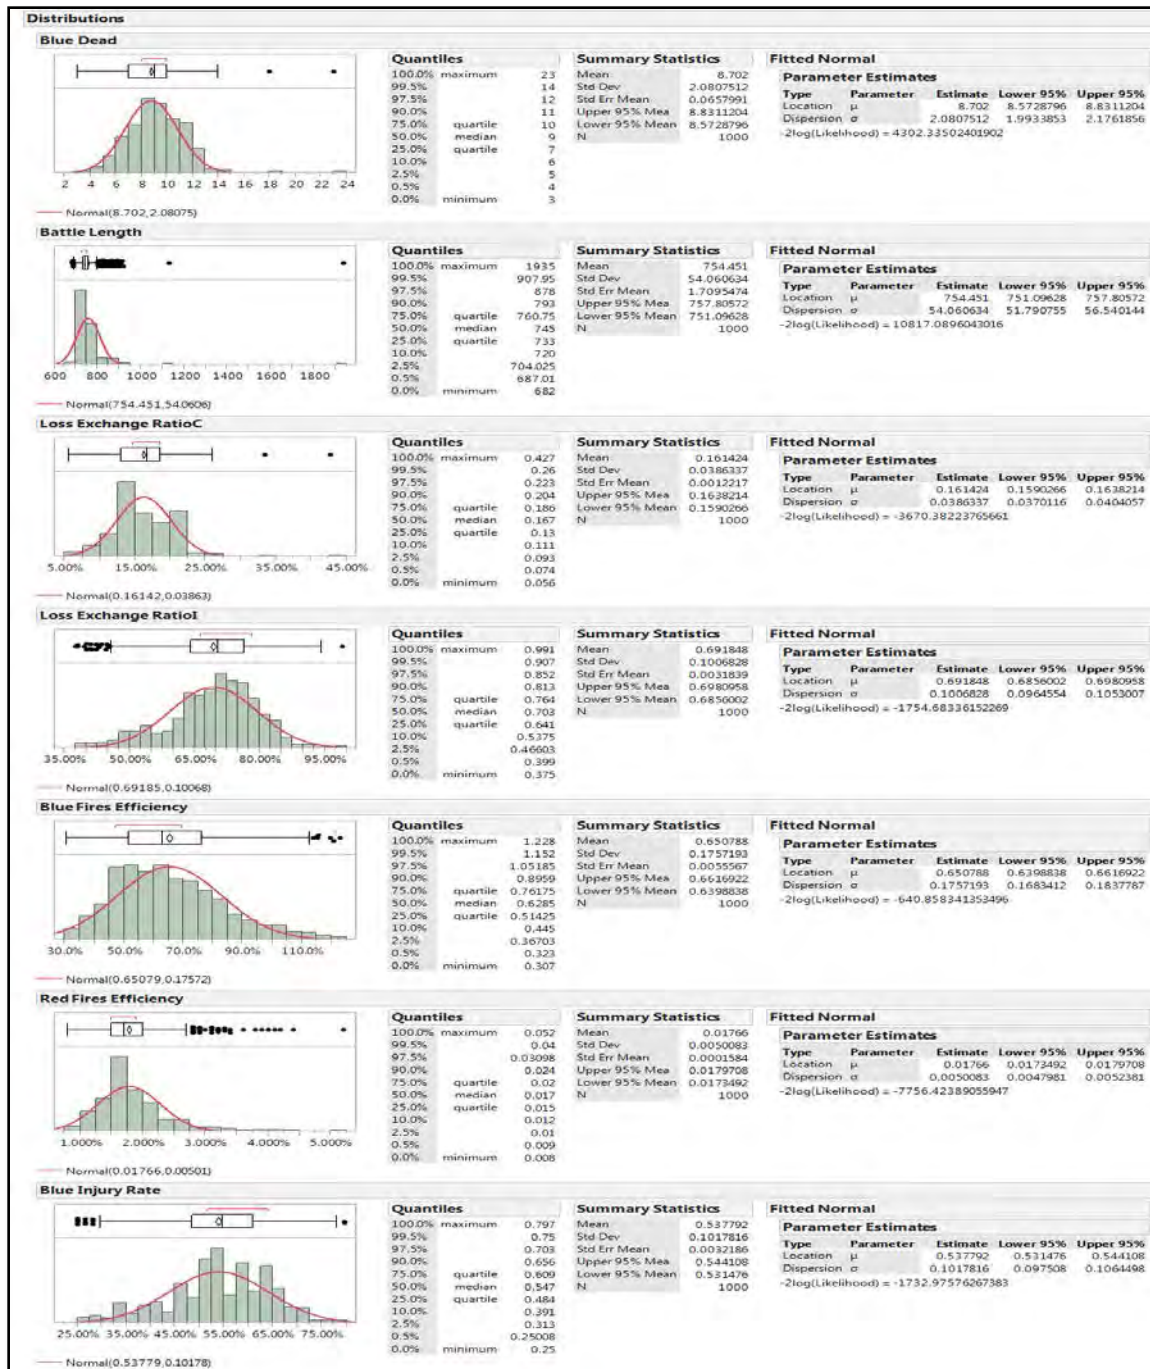 Distributions
Blue Dead
2 4 6 8 10 12 14 16 18 20 22 24
Normal(8.702,2.08075)
Quantiles
100.0% maximum 23
99.5% 14
97.5% 12
90.0% 11
75.0% quartile 10
50.0% median 9
25.0% quartile 7
10.0% 6
2.5% 5
0.5% 4
0.0% minimum 3
Summary Statistics
Mean 8.702
Std Dev 2.0807512
Std Err Mean 0.0657991
Upper 95% Mean 8.8311204
Lower 95% Mean 8.5728796
N 1000
Fitted Normal
Parameter Estimates
Type Parameter Estimate Lower 95% Upper 95%
Location μ 8.702 8.5728796 8.8311204
Dispersion σ 2.0807512 1.9933853 2.1761856
-2log(Likelihood) = 4302.33502401902
Battle Length
600 800 1000 1200 1400 1600 1800
Normal(754.451,54.0606)
Quantiles
100.0% maximum 1935
99.5% 907.95
97.5% 878
90.0% 793
75.0% quartile 760.75
50.0% median 745
25.0% quartile 733
10.0% 720
2.5% 704.025
0.5% 687.01
0.0% minimum 682
Summary Statistics
Mean 754.451
Std Dev 54.060634
Std Err Mean 1.7095474
Upper 95% Mea 757.80572
Lower 95% Mean 751.09628
N 1000
Fitted Normal
Parameter Estimates
Type Parameter Estimate Lower 95% Upper 95%
Location μ 754.451 751.09628 757.80572
Dispersion σ 54.060634 51.790755 56.540144
-2log(Likelihood) = 10817.0896043016
Loss Exchange RatioC
5.00% 15.00% 25.00% 35.00% 45.00%
Normal(0.16142,0.03863)
Quantiles
100.0% maximum 0.427
99.5% 0.26
97.5% 0.223
90.0% 0.204
75.0% quartile 0.186
50.0% median 0.167
25.0% quartile 0.13
10.0% 0.111
2.5% 0.093
0.5% 0.074
0.0% minimum 0.056
Summary Statistics
Mean 0.161424
Std Dev 0.0386337
Std Err Mean 0.0012217
Upper 95% Mea 0.1638214
Lower 95% Mean 0.1590266
N 1000
Fitted Normal
Parameter Estimates
Type Parameter Estimate Lower 95% Upper 95%
Location μ 0.161424 0.1590266 0.1638214
Dispersion σ 0.0386337 0.0370116 0.0404057
-2log(Likelihood) = -3670.38223765661
Loss Exchange RatioI
35.00% 50.00% 65.00% 80.00% 95.00%
Normal(0.69185,0.10068)
Quantiles
100.0% maximum 0.991
99.5% 0.907
97.5% 0.852
90.0% 0.813
75.0% quartile 0.764
50.0% median 0.703
25.0% quartile 0.641
10.0% 0.5375
2.5% 0.46603
0.5% 0.399
0.0% minimum 0.375
Summary Statistics
Mean 0.691848
Std Dev 0.1006828
Std Err Mean 0.0031839
Upper 95% Mea 0.6980958
Lower 95% Mean 0.6856002
N 1000
Fitted Normal
Parameter Estimates
Type Parameter Estimate Lower 95% Upper 95%
Location μ 0.691848 0.6856002 0.6980958
Dispersion σ 0.1006828 0.0964554 0.1053007
-2log(Likelihood) = -1754.68336152269
Blue Fires Efficiency
30.0% 50.0% 70.0% 90.0% 110.0%
Normal(0.65079,0.17572)
Quantiles
100.0% maximum 1.228
99.5% 1.152
97.5% 1.05185
90.0% 0.8959
75.0% quartile 0.76175
50.0% median 0.6285
25.0% quartile 0.51425
10.0% 0.445
2.5% 0.36703
0.5% 0.323
0.0% minimum 0.307
Summary Statistics
Mean 0.650788
Std Dev 0.1757193
Std Err Mean 0.0055567
Upper 95% Mea 0.6616922
Lower 95% Mean 0.6398838
N 1000
Fitted Normal
Parameter Estimates
Type Parameter Estimate Lower 95% Upper 95%
Location μ 0.650788 0.6398838 0.6616922
Dispersion σ 0.1757193 0.1683412 0.1837787
-2log(Likelihood) = -640.858341353496
Red Fires Efficiency
1.000% 2.000% 3.000% 4.000% 5.000%
Normal(0.01766,0.00501)
Quantiles
100.0% maximum 0.052
99.5% 0.04
97.5% 0.03098
90.0% 0.024
75.0% quartile 0.02
50.0% median 0.017
25.0% quartile 0.015
10.0% 0.012
2.5% 0.01
0.5% 0.009
0.0% minimum 0.008
Summary Statistics
Mean 0.01766
Std Dev 0.0050083
Std Err Mean 0.0001584
Upper 95% Mea 0.0179708
Lower 95% Mean 0.0173492
N 1000
Fitted Normal
Parameter Estimates
Type Parameter Estimate Lower 95% Upper 95%
Location μ 0.01766 0.0173492 0.0179708
Dispersion σ 0.0050083 0.0047981 0.0052381
-2log(Likelihood) = -7756.42389055947
Blue Injury Rate
25.00% 35.00% 45.00% 55.00% 65.00% 75.00%
Normal(0.53779,0.10178)
Quantiles
100.0% maximum 0.797
99.5% 0.75
97.5% 0.703
90.0% 0.656
75.0% quartile 0.609
50.0% median 0.547
25.0% quartile 0.484
10.0% 0.391
2.5% 0.313
0.5% 0.25008
0.0% minimum 0.25
Summary Statistics
Mean 0.537792
Std Dev 0.1017816
Std Err Mean 0.0032186
Upper 95% Mea 0.544108
Lower 95% Mean 0.531476
N 1000
Fitted Normal
Parameter Estimates
Type Parameter Estimate Lower 95% Upper 95%
Location μ 0.537792 0.531476 0.544108
Dispersion σ 0.1017816 0.097508 0.1064498
-2log(Likelihood) = -1732.97576267383